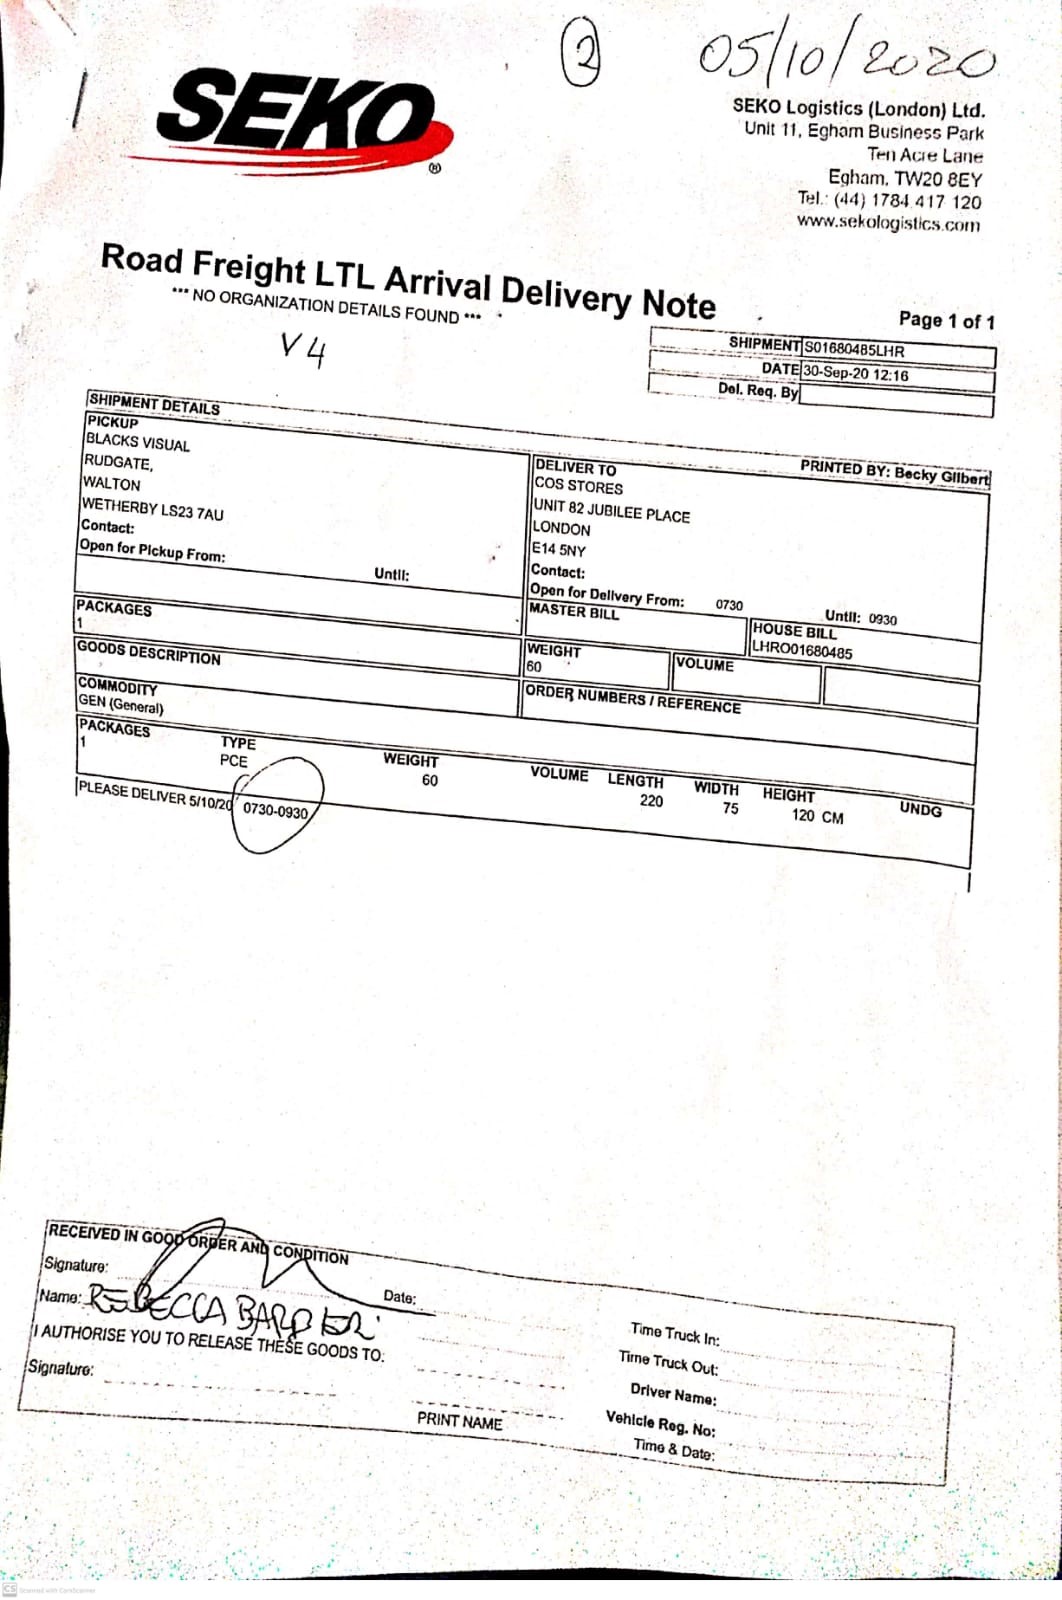 2
05/10/2020
SEKO
®
SEKO Logistics (London) Ltd.
Unit 11, Egham Business Park
Ten Acre Lane
Egham, TW20 8EY
Tel.: (44) 1784 417 120
www.sekologistics.com
Road Freight LTL Arrival Delivery Note
*** NO ORGANIZATION DETAILS FOUND ***
V4
Page 1 of 1
SHIPMENT S01680485LHR
DATE 30-Sep-20 12:16
Del. Req. By
SHIPMENT DETAILS
PRINTED BY: Becky Gilbert
PICKUP
BLACKS VISUAL
RUDGATE,
WALTON
WETHERBY LS23 7AU
Contact:
Open for Pickup From: Until:
DELIVER TO
COS STORES
UNIT 82 JUBILEE PLACE
LONDON
E14 5NY
Contact:
Open for Delivery From: 0730 Until: 0930
MASTER BILL
HOUSE BILL
LHRO01680485
PACKAGES
1
WEIGHT
60
VOLUME
GOODS DESCRIPTION
ORDER NUMBERS / REFERENCE
COMMODITY
GEN (General)
PACKAGES TYPE WEIGHT VOLUME LENGTH WIDTH HEIGHT UNDG
1 PCE 60 220 75 120 CM
PLEASE DELIVER 5/10/20 0730-0930
RECEIVED IN GOOD ORDER AND CONDITION
Signature:
Date:
Name: REBECCA BARBER
I AUTHORISE YOU TO RELEASE THESE GOODS TO:
Signature:
PRINT NAME
Time Truck In:
Time Truck Out:
Driver Name:
Vehicle Reg. No:
Time & Date:
CS Scanned with CamScanner